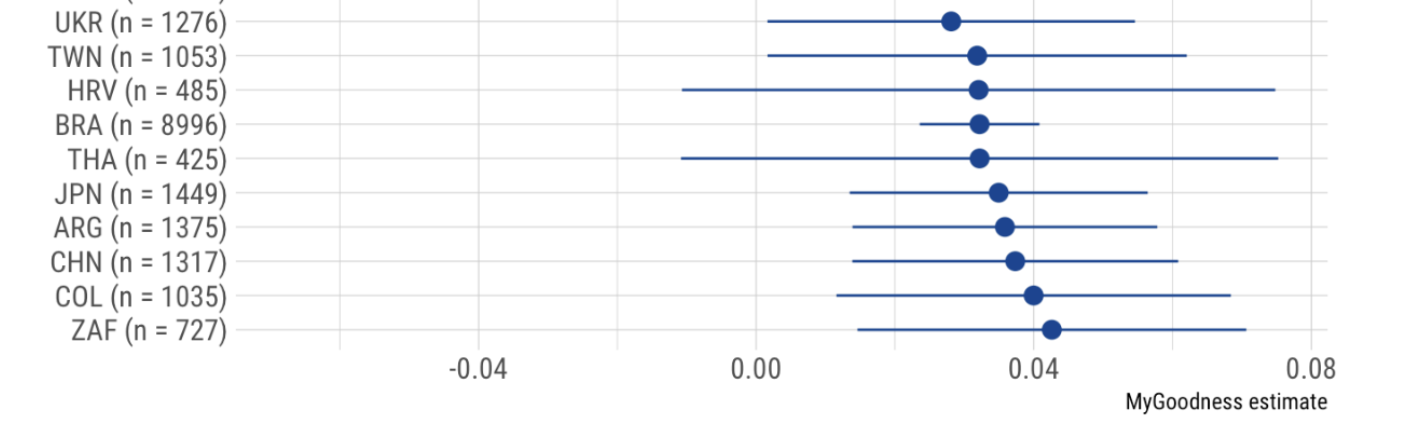 UKR (n = 1276)
TWN (n = 1053)
HRV (n = 485)
BRA (n = 8996)
THA (n = 425)
JPN (n = 1449)
ARG (n = 1375)
CHN (n = 1317)
COL (n = 1035)
ZAF (n = 727)
-0.04 0.00 0.04 0.08
MyGoodness estimate